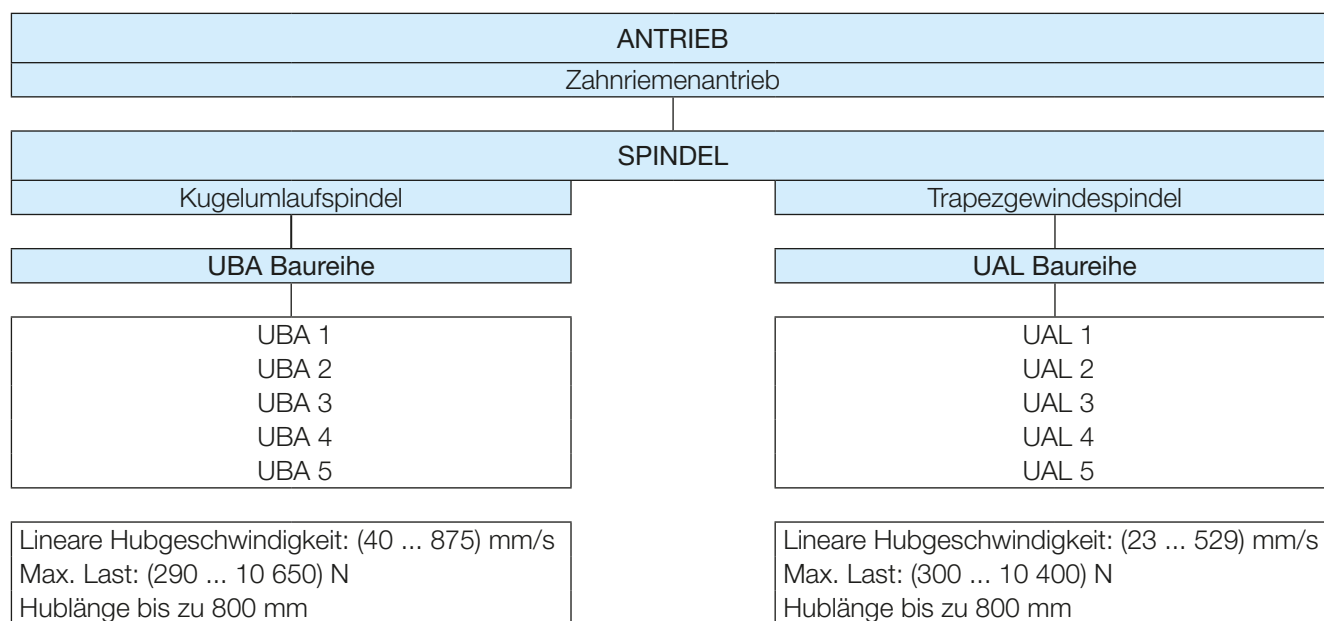 ANTRIEB
Zahnriemenantrieb
SPINDEL
Kugelumlaufspindel
UBA Baureihe
UBA 1
UBA 2
UBA 3
UBA 4
UBA 5
Lineare Hubgeschwindigkeit: (40 ... 875) mm/s
Max. Last: (290 ... 10 650) N
Hublänge bis zu 800 mm
Trapezgewindespindel
UAL Baureihe
UAL 1
UAL 2
UAL 3
UAL 4
UAL 5
Lineare Hubgeschwindigkeit: (23 ... 529) mm/s
Max. Last: (300 ... 10 400) N
Hublänge bis zu 800 mm